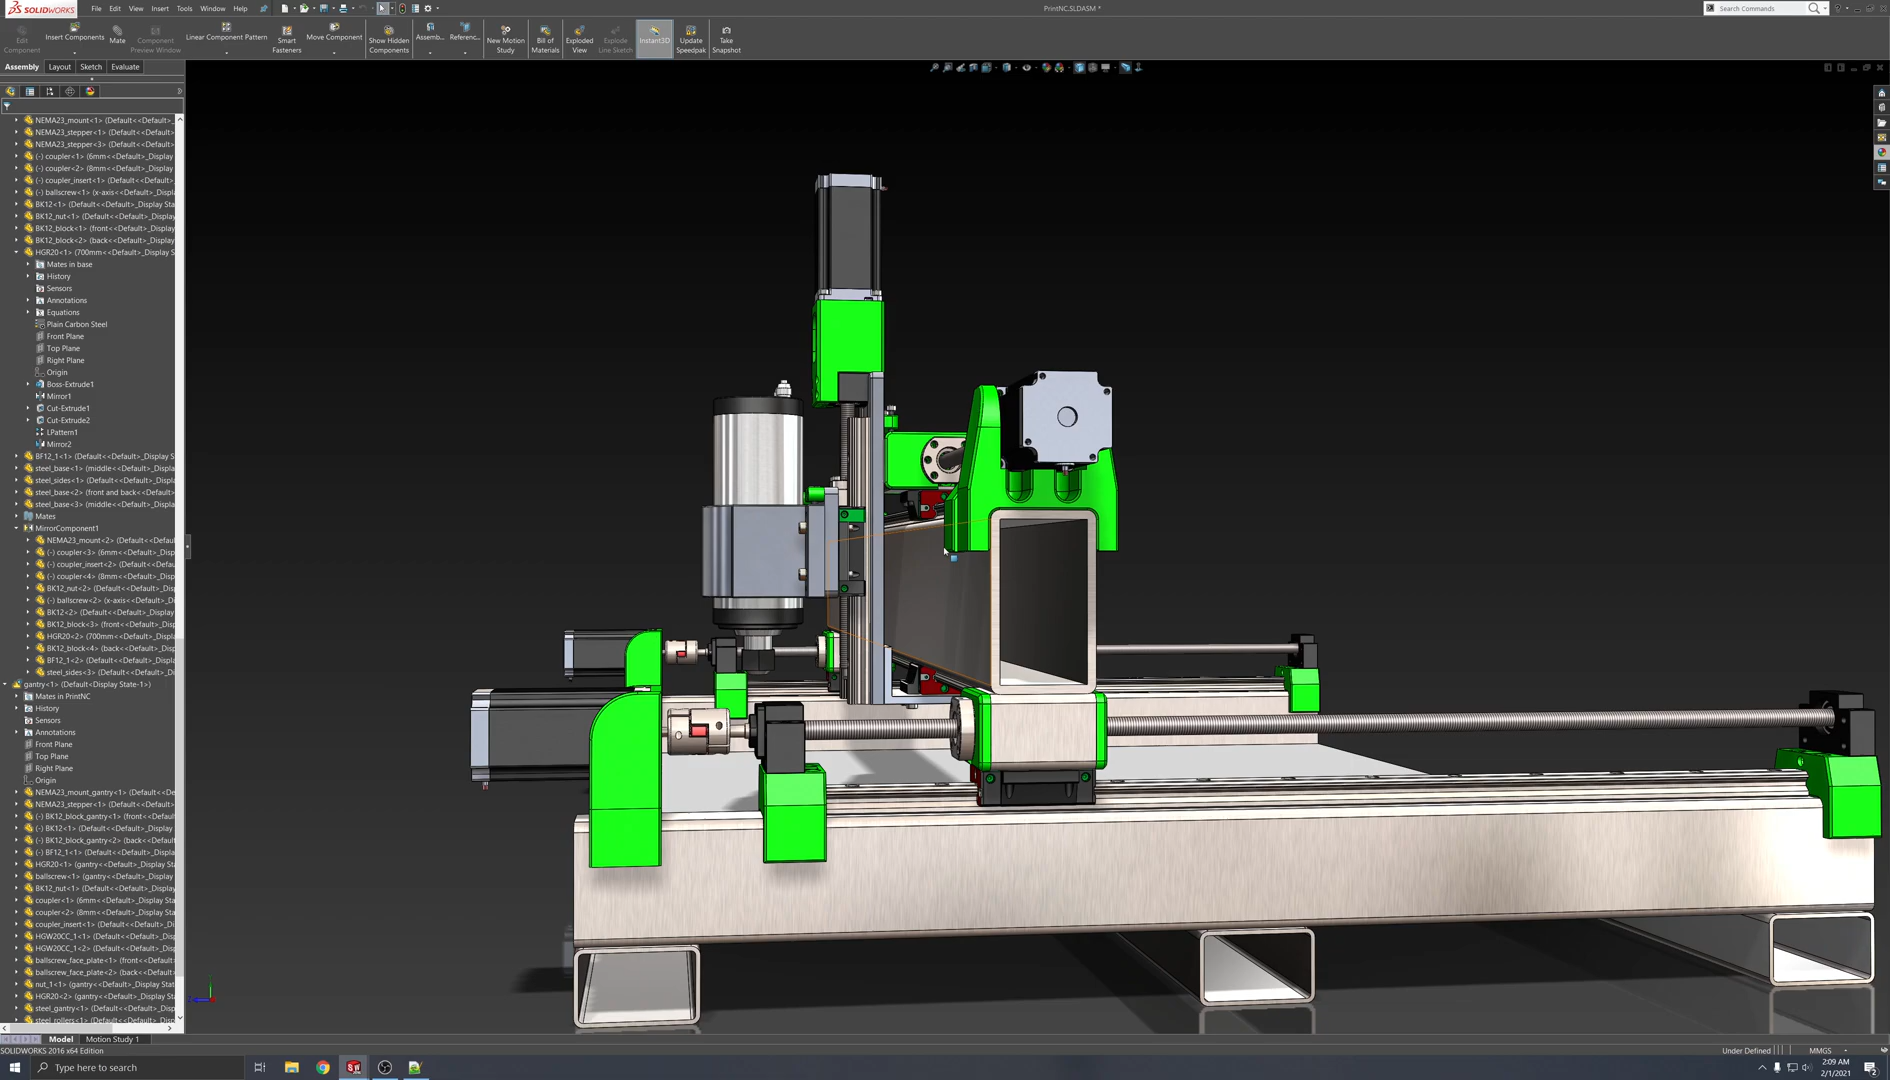 SOLIDWORKS
File Edit View Insert Tools Window Help
PrintNC.SLDASM *
Search Commands
Edit Component
Insert Components
Mate
Component Preview Window
Linear Component Pattern
Smart Fasteners
Move Component
Show Hidden Components
Assemb...
Referenc...
New Motion Study
Bill of Materials
Exploded View
Explode Line Sketch
Instant3D
Update Speedpak
Take Snapshot
Assembly Layout Sketch Evaluate
NEMA23_mount<1> (Default<<Default>_
NEMA23_stepper<1> (Default<<Default>
NEMA23_stepper<3> (Default<<Default>
(-) coupler<1> (6mm<<Default>_Display
(-) coupler<2> (8mm<<Default>_Display
(-) coupler_insert<1> (Default<<Default>
(-) ballscrew<1> (x-axis<<Default>_Displa
BK12<1> (Default<<Default>_Display Sta
BK12_nut<1> (Default<<Default>_Display
BK12_block<1> (front<<Default>_Display
BK12_block<2> (back<<Default>_Display
HGR20<1> (700mm<<Default>_Display S
Mates in base
History
Sensors
Annotations
Equations
Plain Carbon Steel
Front Plane
Top Plane
Right Plane
Origin
Boss-Extrude1
Mirror1
Cut-Extrude1
Cut-Extrude2
LPattern1
Mirror2
BF12_1<1> (Default<<Default>_Display S
steel_base<1> (middle<<Default>_Displa
steel_sides<1> (Default<<Default>_Displ
steel_base<2> (front and back<<Default>
steel_base<3> (middle<<Default>_Displa
Mates
MirrorComponent1
NEMA23_mount<2> (Default<<Defaul
(-) coupler<3> (6mm<<Default>_Displa
(-) coupler_insert<2> (Default<<Defau
(-) coupler<4> (8mm<<Default>_Displa
BK12_nut<2> (Default<<Default>_Disp
(-) ballscrew<2> (x-axis<<Default>_Dis
BK12<2> (Default<<Default>_Display
BK12_block<3> (front<<Default>_Displ
HGR20<2> (700mm<<Default>_Display
BK12_block<4> (back<<Default>_Displ
BF12_1<2> (Default<<Default>_Display
steel_sides<3> (Default<<Default>_Dis
gantry<1> (Default<Display State-1>)
Mates in PrintNC
History
Sensors
Annotations
Front Plane
Top Plane
Right Plane
Origin
NEMA23_mount_gantry<1> (Default<<De
NEMA23_stepper<1> (Default<<Default>
(-) BK12_block_gantry<1> (front<<Defau
(-) BK12<1> (Default<<Default>_Display
(-) BK12_block_gantry<2> (back<<Defaul
(-) BF12_1<1> (Default<<Default>_Displa
HGR20<1> (gantry<<Default>_Display Sta
ballscrew<1> (gantry<<Default>_Display
BK12_nut<1> (Default<<Default>_Display
coupler<1> (6mm<<Default>_Display Sta
coupler<2> (8mm<<Default>_Display Sta
coupler_insert<1> (Default<<Default>_Di
HGW20CC_1<1> (Default<<Default>_Dis
HGW20CC_1<2> (Default<<Default>_Dis
ballscrew_face_plate<1> (front<<Default
ballscrew_face_plate<2> (back<<Default>
nut_1<1> (gantry<<Default>_Display Stat
HGR20<2> (gantry<<Default>_Display Sta
steel_gantry<1> (Default<<Default>_Disp
steel_rollers<1> (Default<<Default>_Disp
Model Motion Study 1
SOLIDWORKS 2016 x64 Edition
Under Defined
MMGS
Type here to search
2:09 AM
2/1/2021